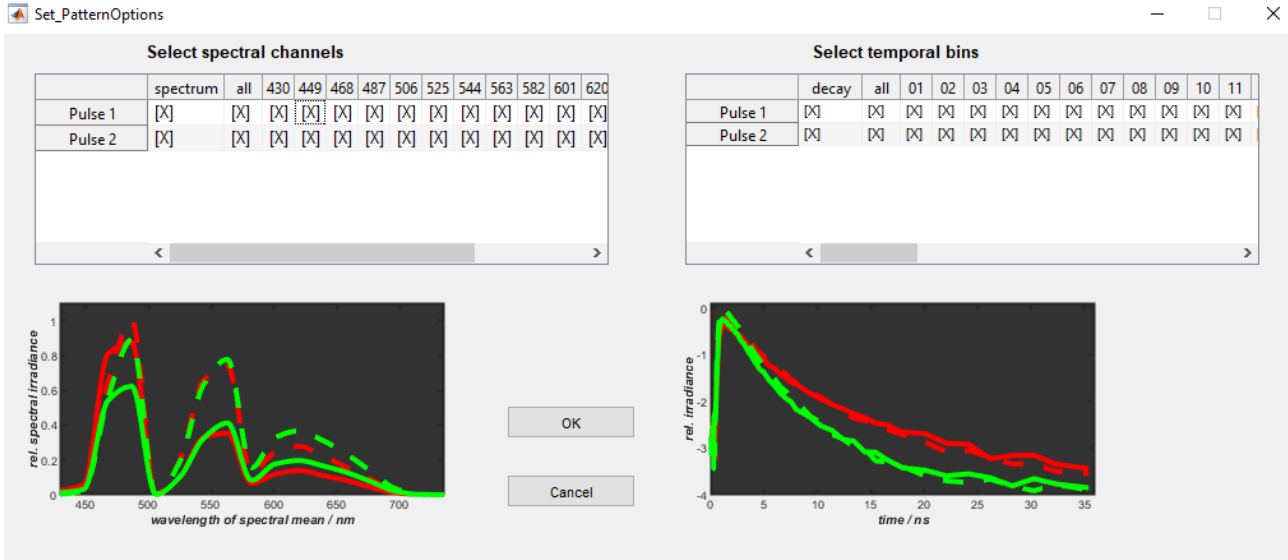 Set_PatternOptions
Select spectral channels
spectrum all 430 449 468 487 506 525 544 563 582 601 620
Pulse 1 [X] [X] [X] [X] [X] [X] [X] [X] [X] [X] [X] [X] [X]
Pulse 2 [X] [X] [X] [X] [X] [X] [X] [X] [X] [X] [X] [X] [X]
Select temporal bins
decay all 01 02 03 04 05 06 07 08 09 10 11
Pulse 1 [X] [X] [X] [X] [X] [X] [X] [X] [X] [X] [X] [X] [X]
Pulse 2 [X] [X] [X] [X] [X] [X] [X] [X] [X] [X] [X] [X] [X]
rel. spectral irradiance
1
0.8
0.6
0.4
0.2
0
450 500 550 600 650 700
wavelength of spectral mean / nm
OK
Cancel
rel. irradiance
0
-1
-2
-3
-4
0 5 10 15 20 25 30 35
time / ns